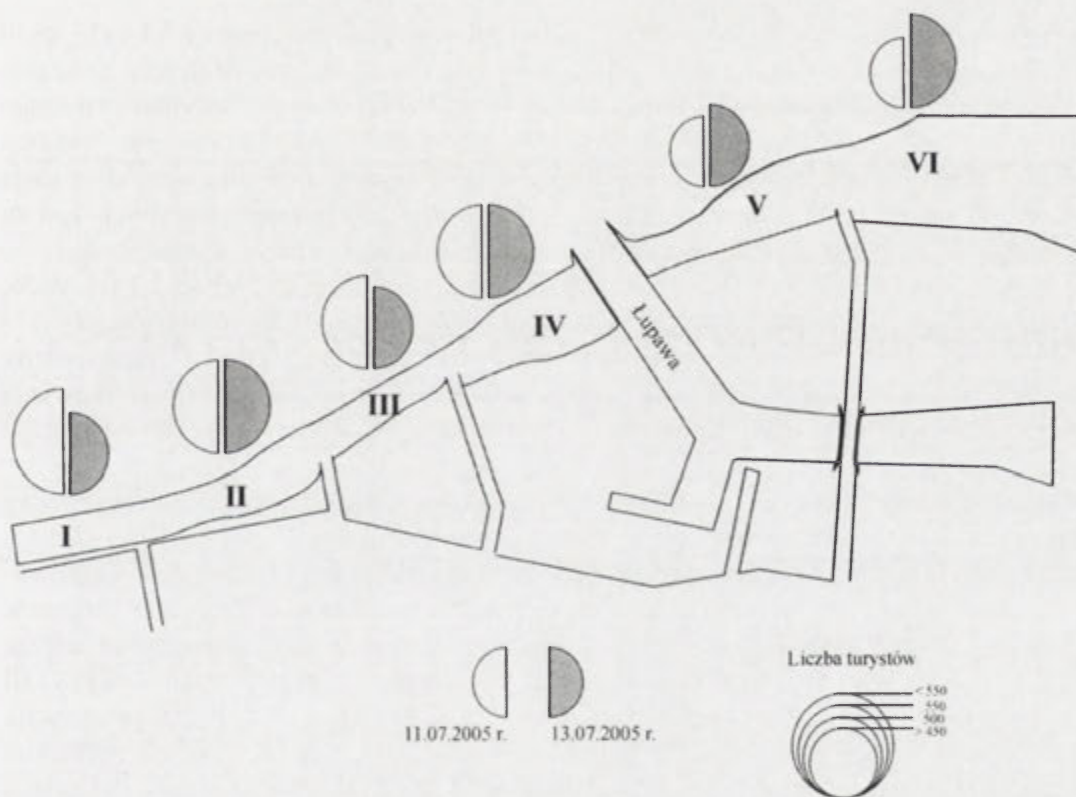 VI
V
IV
Łupawa
III
II
I
Liczba turystów
<550
550
500
>450
11.07.2005 r.
13.07.2005 r.